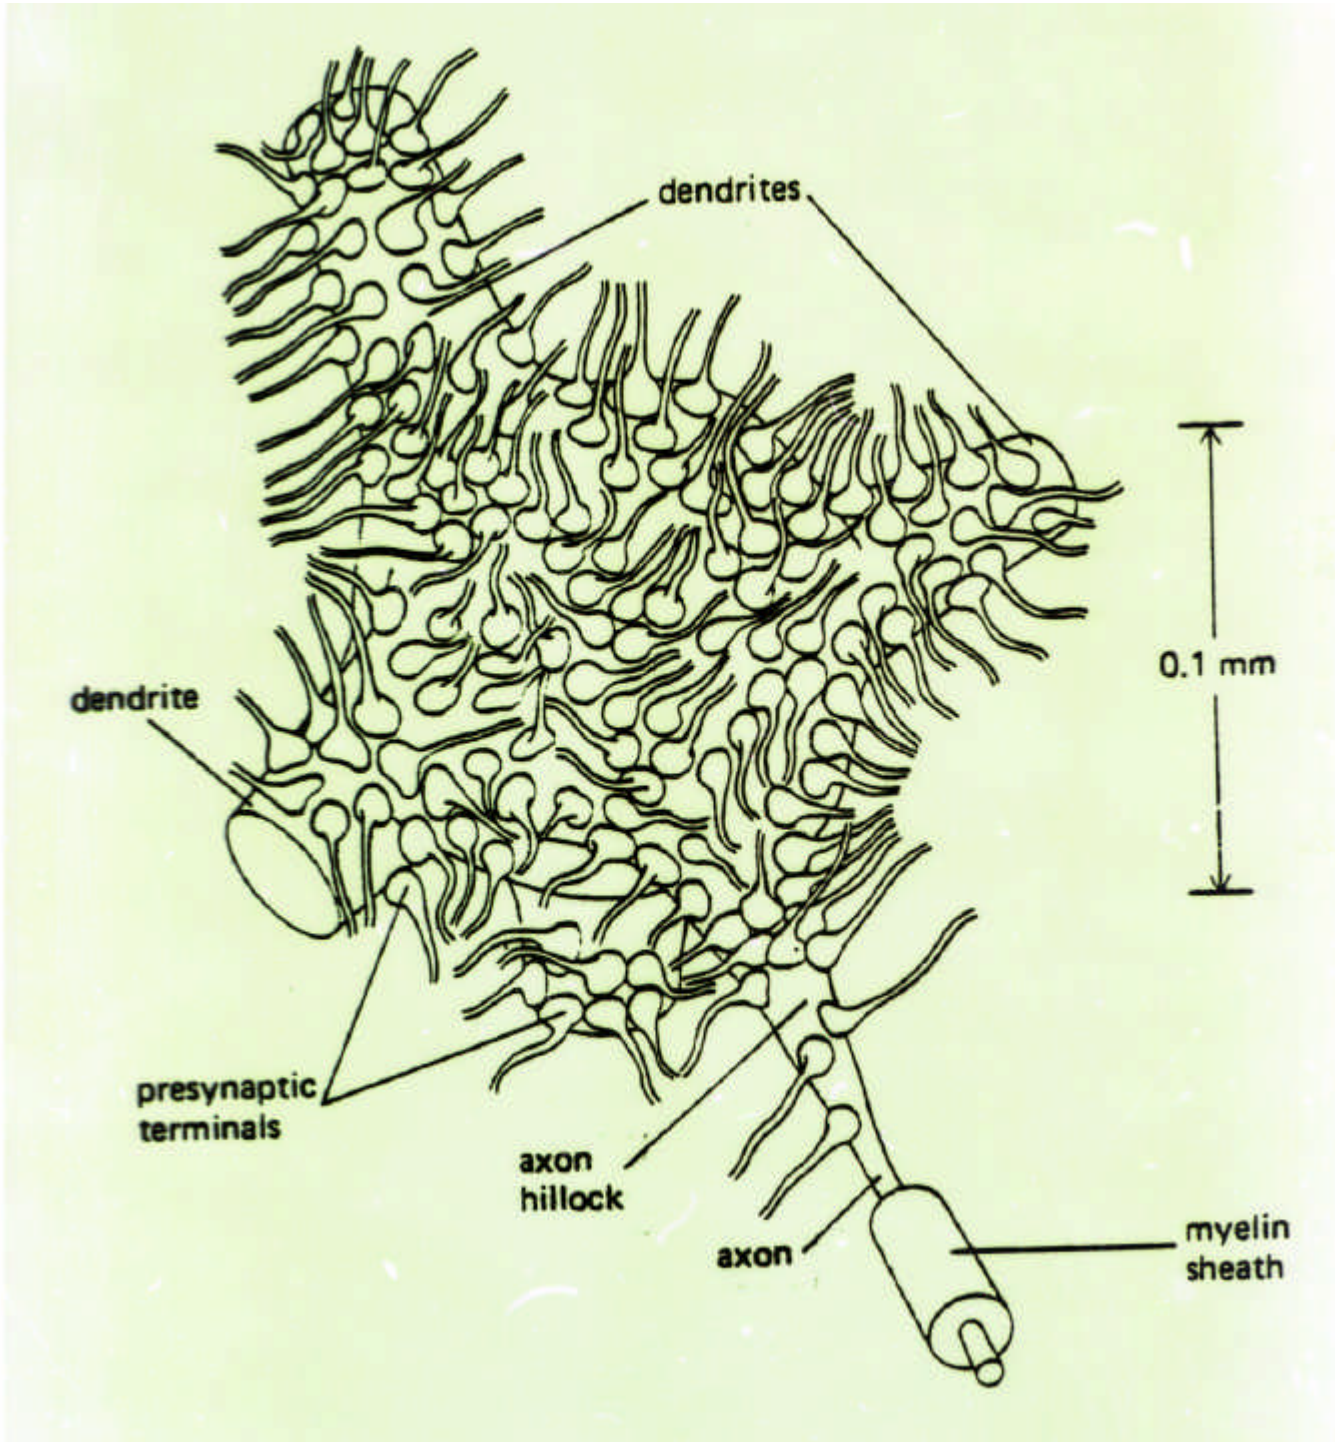 dendrites
0.1 mm
dendrite
presynaptic
terminals
axon
hillock
axon
myelin
sheath